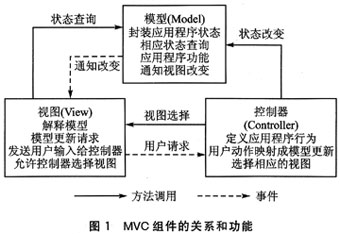 状态查询
模型(Model)
封装应用程序状态
相应状态查询
应用程序功能
通知视图改变
状态改变
通知改变
视图(View)
解释模型
模型更新请求
发送用户输入给控制器
允许控制器选择视图
视图选择
用户请求
控制器
(Controller)
定义应用程序行为
用户动作映射成模型更新
选择相应的视图
方法调用
事件
图 1 MVC 组件的关系和功能